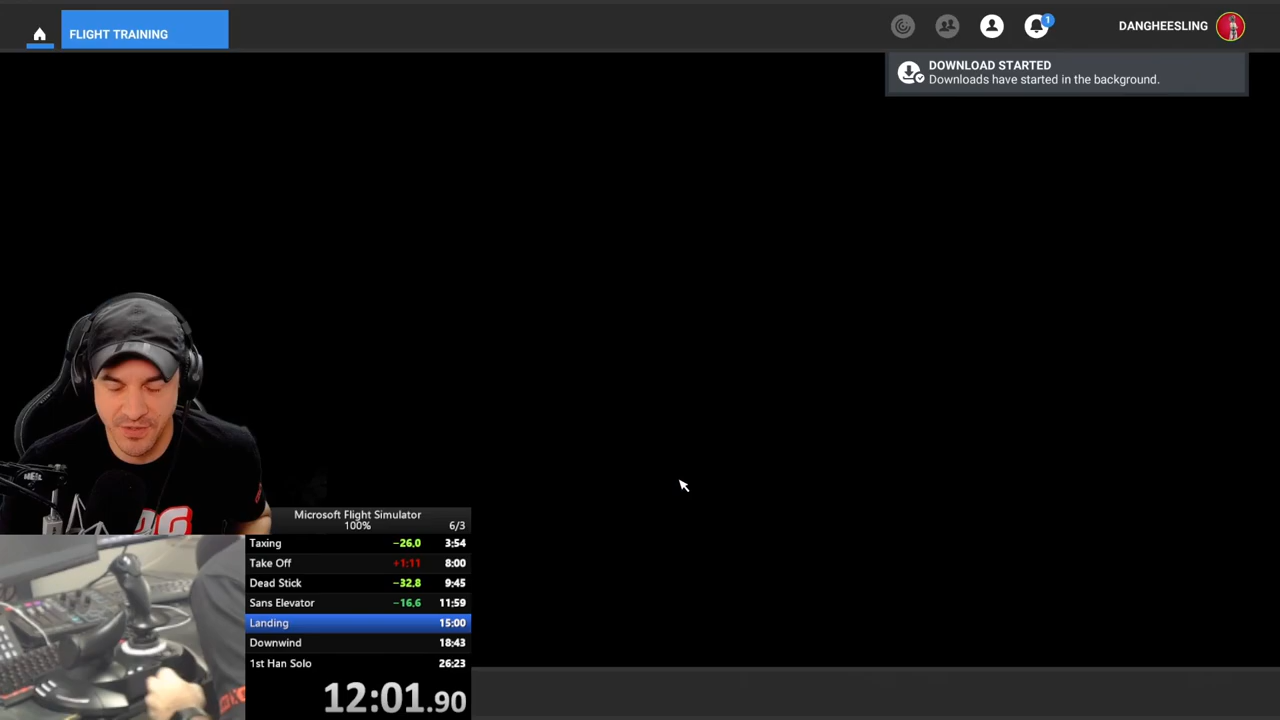 FLIGHT TRAINING
1
DANGHEESLING
DOWNLOAD STARTED
Downloads have started in the background.
Microsoft Flight Simulator
100% 6/3
Taxing −26.0 3:54
Take Off +1:11 8:00
Dead Stick −32.8 9:45
Sans Elevator −16.6 11:59
Landing 15:00
Downwind 18:43
1st Han Solo 26:23
12:01.90